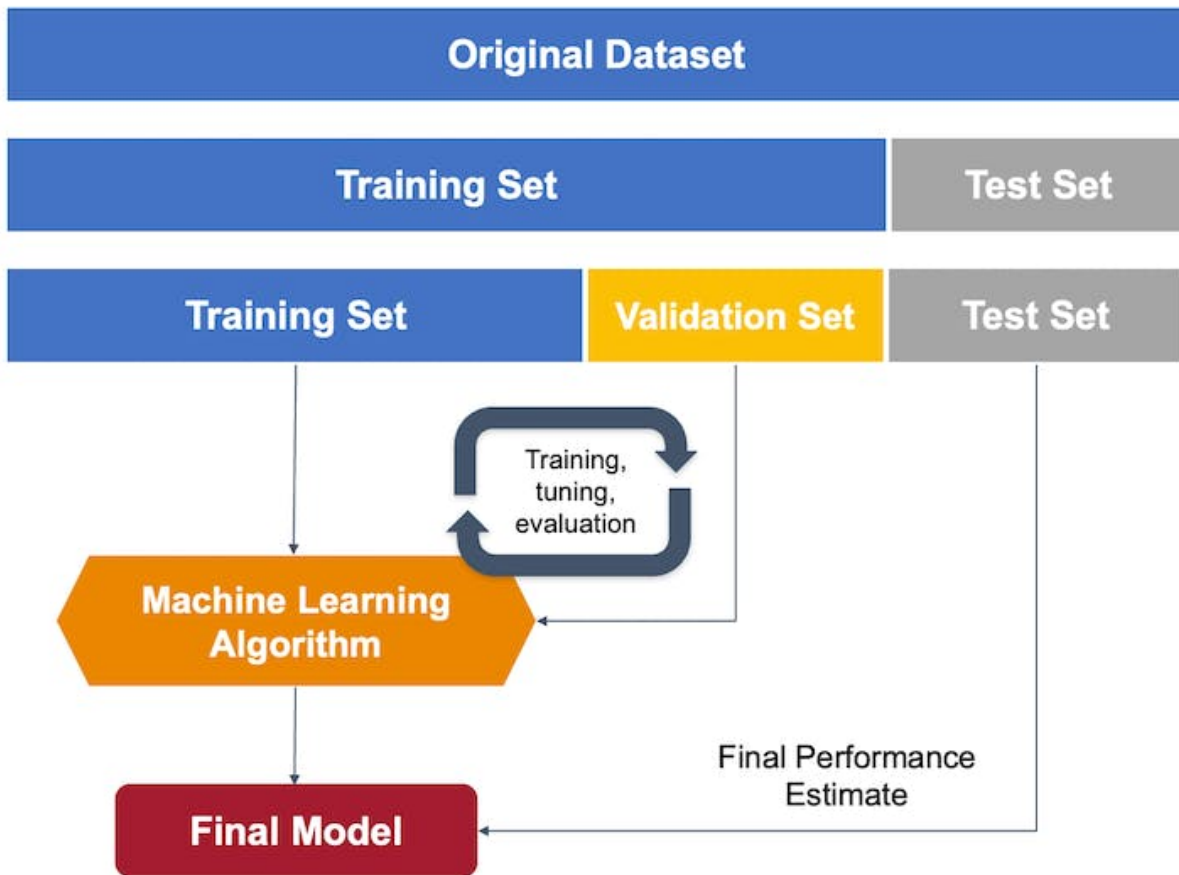 Original Dataset
Training Set
Test Set
Training Set
Validation Set
Test Set
Training,
tuning,
evaluation
Machine Learning
Algorithm
Final Performance
Estimate
Final Model